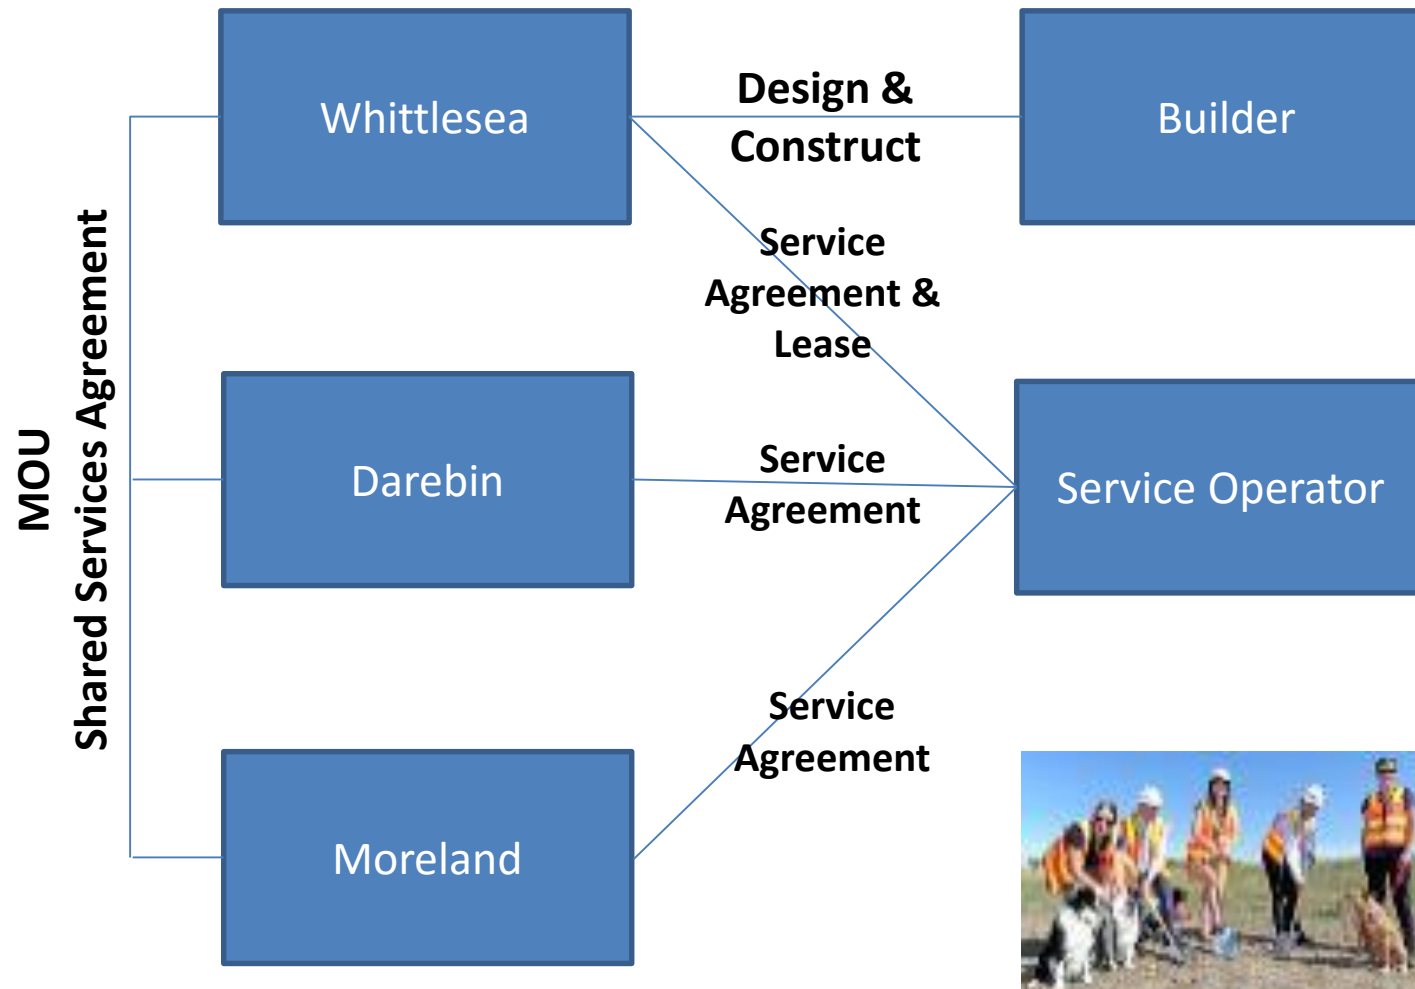 MOU
Shared Services Agreement
Whittlesea
Design &
Construct
Builder
Service
Agreement &
Lease
Darebin
Service
Agreement
Service Operator
Moreland
Service
Agreement